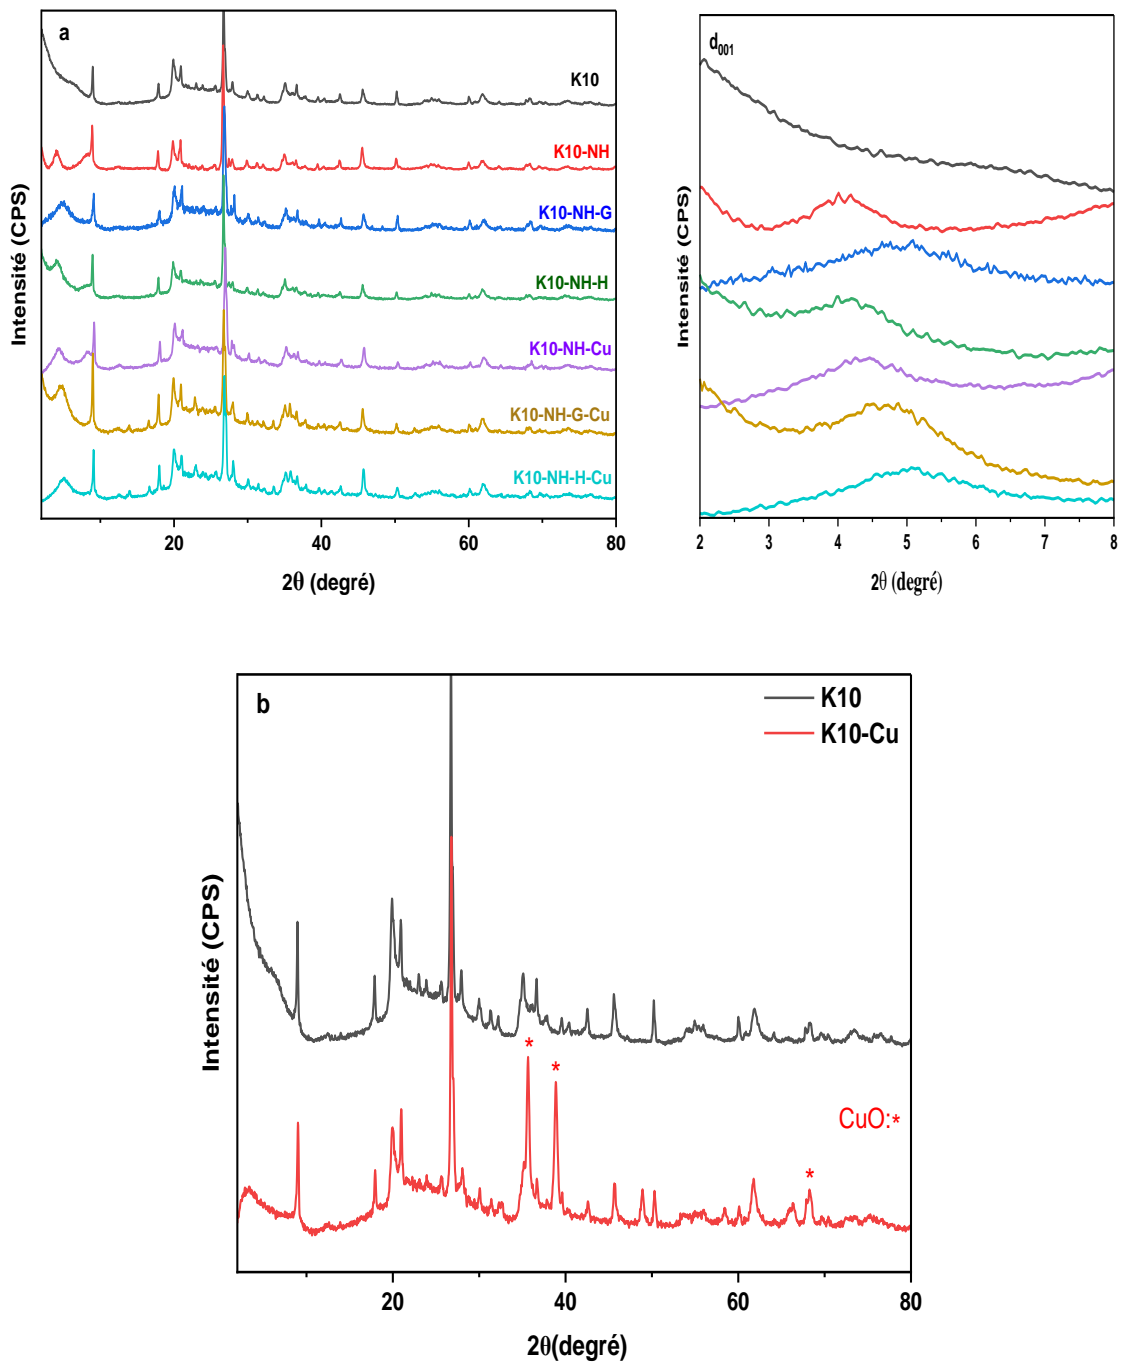 a
K10
K10-NH
K10-NH-G
K10-NH-H
K10-NH-Cu
K10-NH-G-Cu
K10-NH-H-Cu
Intensité (CPS)
20 40 60 80
2θ (degré)
d001
Intensité (CPS)
2 3 4 5 6 7 8
2θ (degré)
b
K10
K10-Cu
* *
CuO:*
*
Intensité (CPS)
20 40 60 80
2θ(degré)